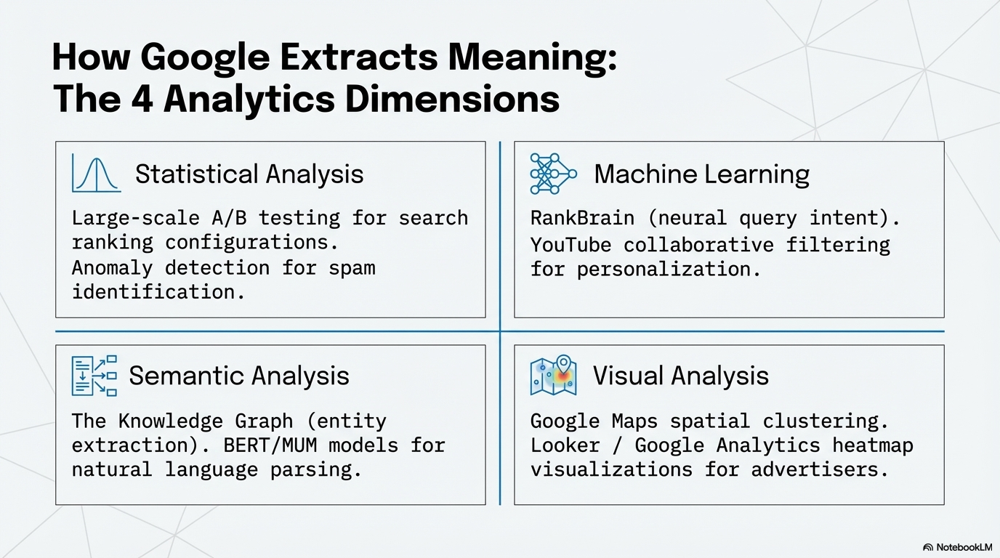 How Google Extracts Meaning:
The 4 Analytics Dimensions
Statistical Analysis
Large-scale A/B testing for search
ranking configurations.
Anomaly detection for spam
identification.
Machine Learning
RankBrain (neural query intent).
YouTube collaborative filtering
for personalization.
Semantic Analysis
The Knowledge Graph (entity
extraction). BERT/MUM models for
natural language parsing.
Visual Analysis
Google Maps spatial clustering.
Looker / Google Analytics heatmap
visualizations for advertisers.
NotebookLM